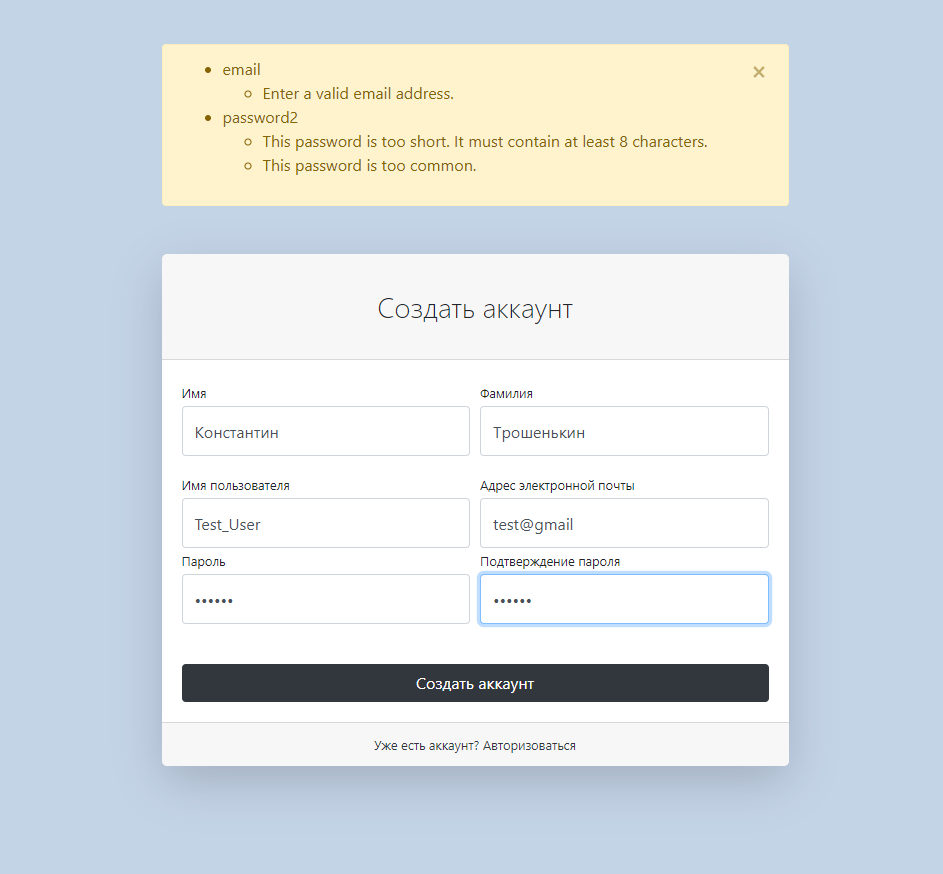 email
×
Enter a valid email address.
password2
This password is too short. It must contain at least 8 characters.
This password is too common.
Создать аккаунт
Имя
Фамилия
Константин
Трошенькин
Имя пользователя
Адрес электронной почты
Test_User
test@gmail
Пароль
Подтверждение пароля
••••••
••••••
Создать аккаунт
Уже есть аккаунт? Авторизоваться